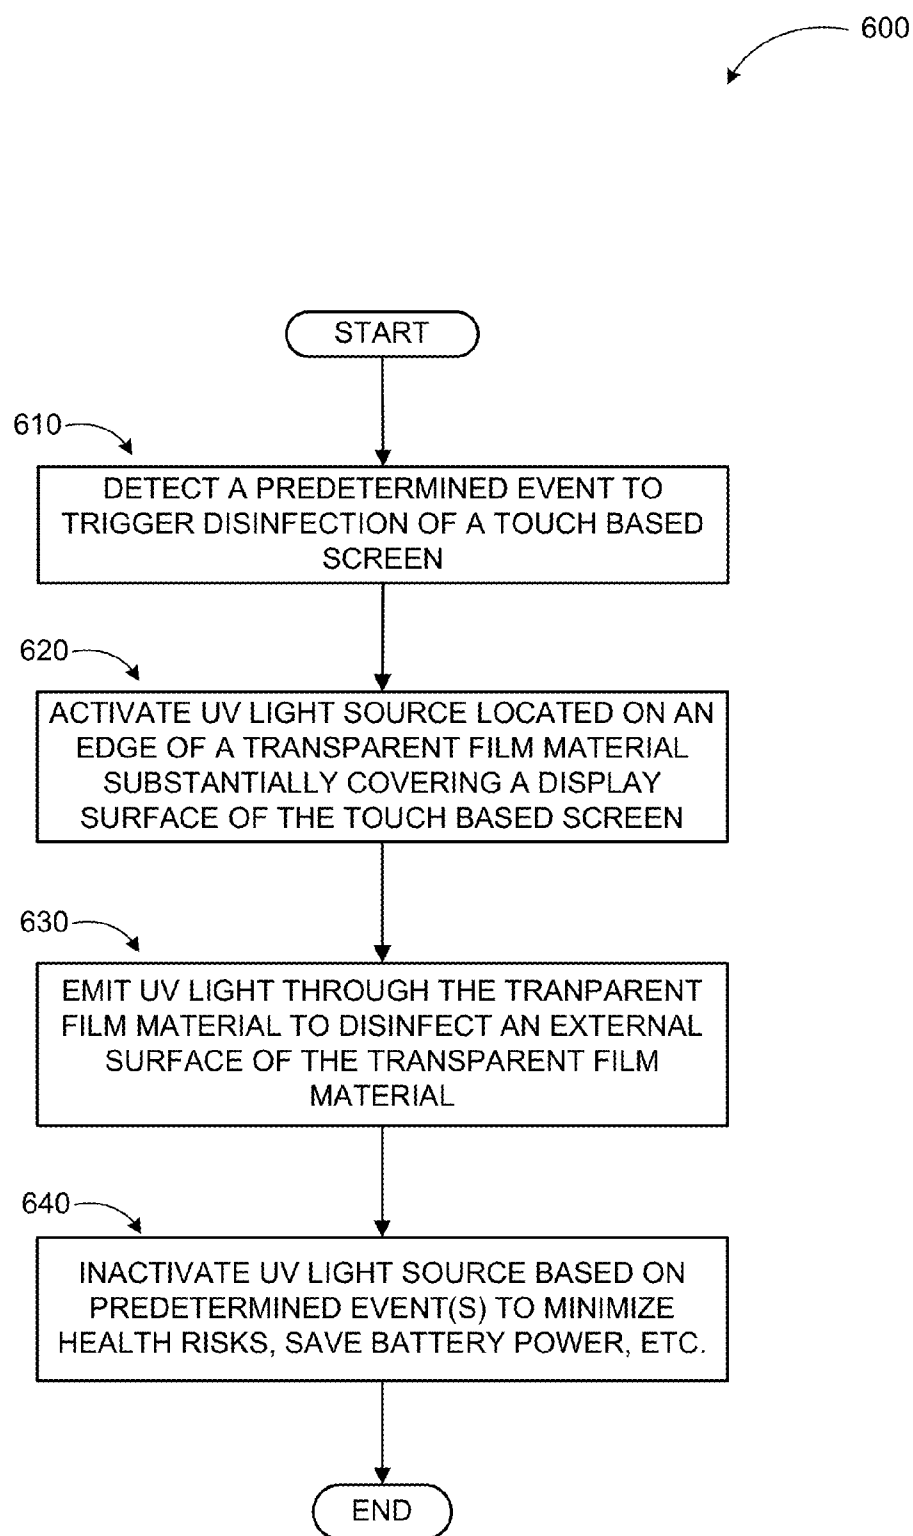 600
START
610
DETECT A PREDETERMINED EVENT TO
TRIGGER DISINFECTION OF A TOUCH BASED
SCREEN
620
ACTIVATE UV LIGHT SOURCE LOCATED ON AN
EDGE OF A TRANSPARENT FILM MATERIAL
SUBSTANTIALLY COVERING A DISPLAY
SURFACE OF THE TOUCH BASED SCREEN
630
EMIT UV LIGHT THROUGH THE TRANPARENT
FILM MATERIAL TO DISINFECT AN EXTERNAL
SURFACE OF THE TRANSPARENT FILM
MATERIAL
640
INACTIVATE UV LIGHT SOURCE BASED ON
PREDETERMINED EVENT(S) TO MINIMIZE
HEALTH RISKS, SAVE BATTERY POWER, ETC.
END